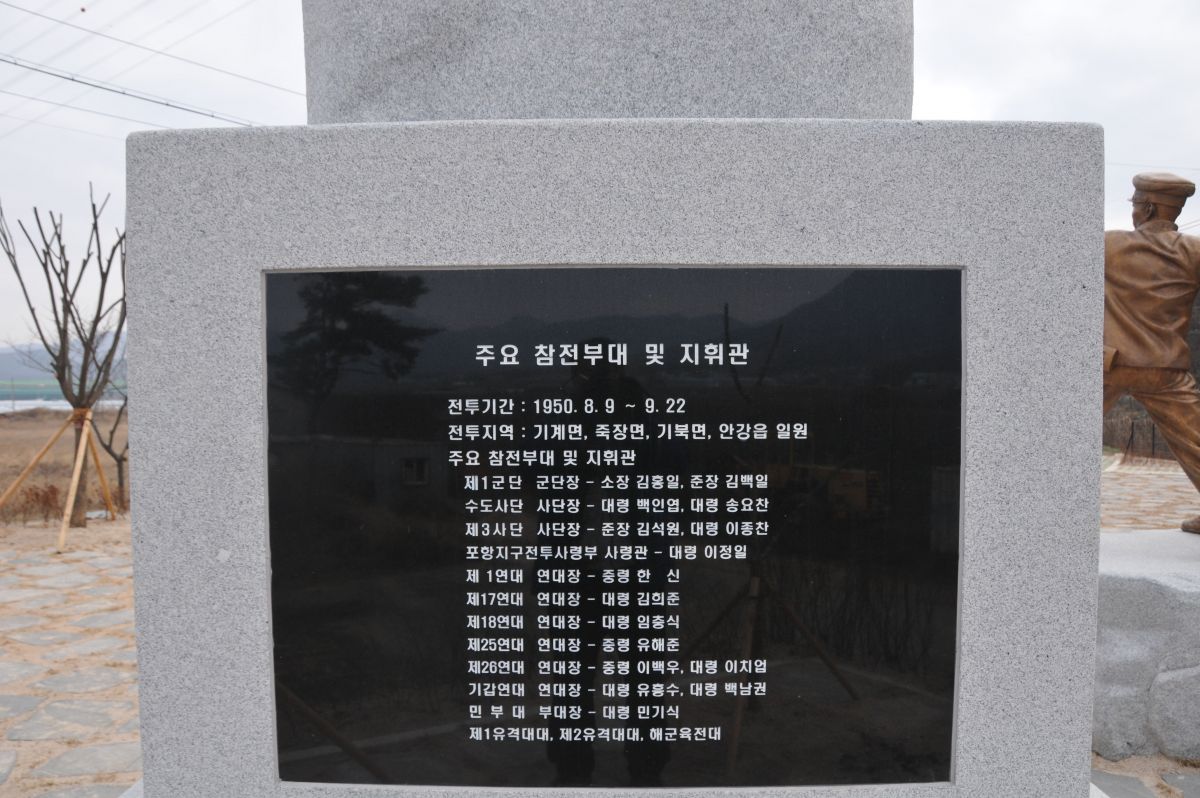 주요 참전부대 및 지휘관
전투기간 : 1950. 8. 9 ~ 9. 22
전투지역 : 기계면, 죽장면, 기북면, 안강읍 일원
주요 참전부대 및 지휘관
제1군단 군단장 - 소장 김홍일, 준장 김백일
수도사단 사단장 - 대령 백인엽, 대령 송요찬
제3사단 사단장 - 준장 김석원, 대령 이종찬
포항지구전투사령부 사령관 - 대령 이정일
제 1연대 연대장 - 중령 한 신
제17연대 연대장 - 대령 김희준
제18연대 연대장 - 대령 임충식
제25연대 연대장 - 중령 유해준
제26연대 연대장 - 중령 이백우, 대령 이치업
기갑연대 연대장 - 대령 유흥수, 대령 백남권
민 부 대 부대장 - 대령 민기식
제1유격대대, 제2유격대대, 해군육전대